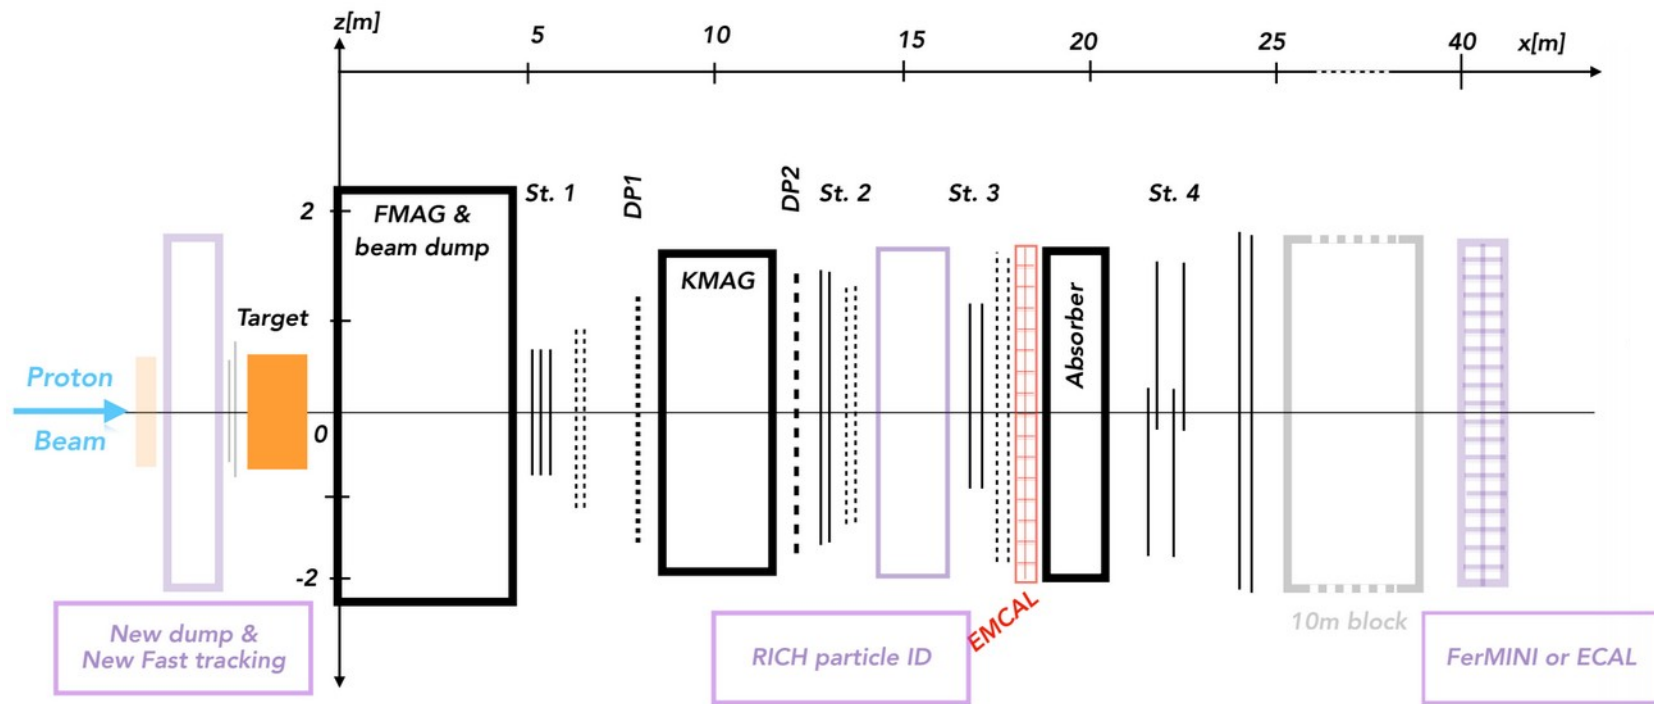 z[m]
5
10
15
20
25
40
x[m]
2
0
-2
FMAG &
beam dump
St. 1
DP1
KMAG
DP2
St. 2
St. 3
Absorber
St. 4
Target
Proton
Beam
EMCAL
10m block
New dump &
New Fast tracking
RICH particle ID
FerMINI or ECAL